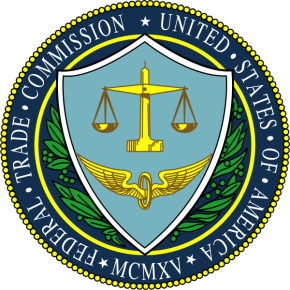 FEDERAL · TRADE · COMMISSION ★ UNITED · STATES · OF · AMERICA
★ MCMXV ★